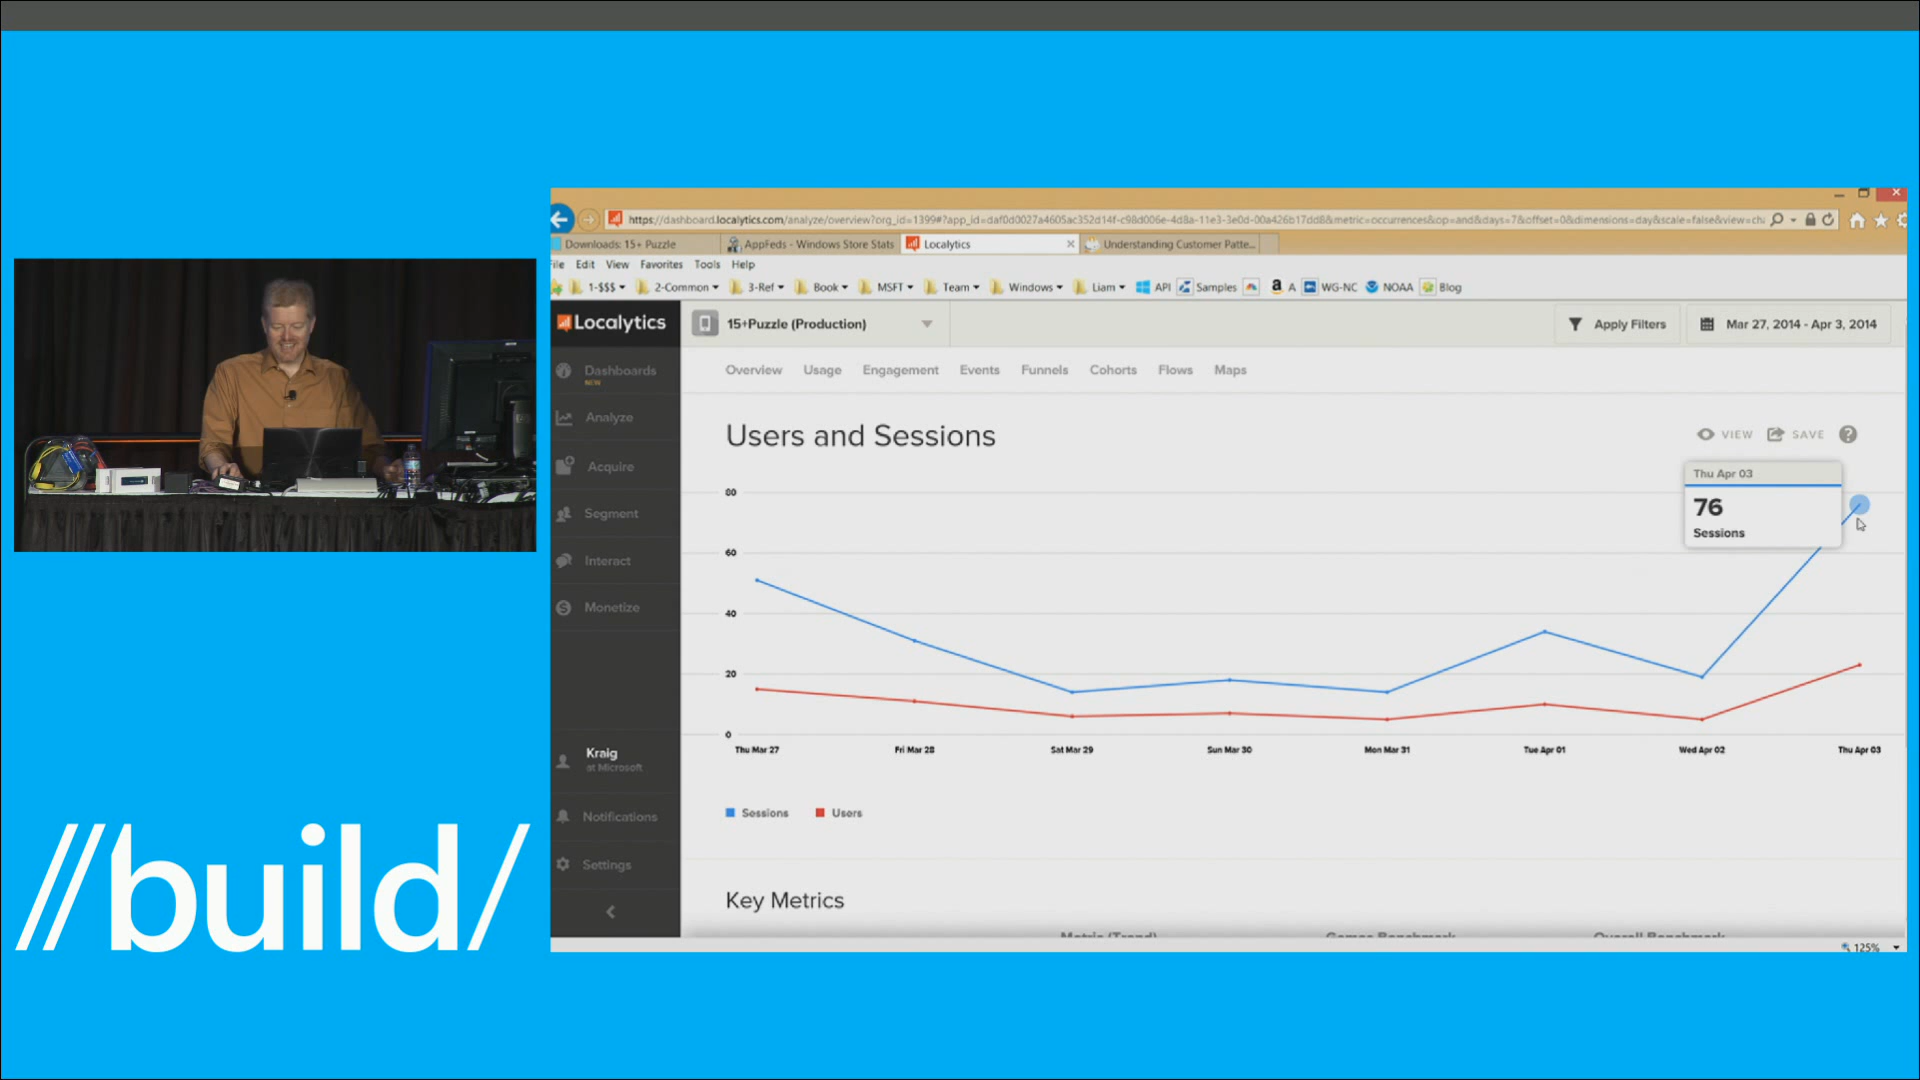 https://dashboard.localytics.com/analyze/overview?org_id=1399#?app_id=daf0d0027a4605ac352d14f-c98d006e-4d8a-11e3-3e0d-00a426b17dd8&metric=occurrences&op=and&days=7&offset=0&dimensions=day&scale=false&view=ch
Downloads: 15+ Puzzle AppFeds - Windows Store Stats Localytics Understanding Customer Patte...
Edit View Favorites Tools Help
1-$$$ 2-Common 3-Ref Book MSFT Team Windows Liam API Samples a A WG-NC NOAA Blog
Localytics 15+Puzzle (Production) Apply Filters Mar 27, 2014 - Apr 3, 2014
Dashboards
NEW
Overview Usage Engagement Events Funnels Cohorts Flows Maps
Analyze
Acquire
Segment
Interact
Monetize
Users and Sessions
VIEW SAVE ?
Thu Apr 03
76
Sessions
80
60
40
20
0
Thu Mar 27 Fri Mar 28 Sat Mar 29 Sun Mar 30 Mon Mar 31 Tue Apr 01 Wed Apr 02 Thu Apr 03
Sessions Users
Kraig
at Microsoft
Notifications
Settings
Key Metrics
Metric (Trend) Games Benchmark Overall Benchmark
125%
//build/